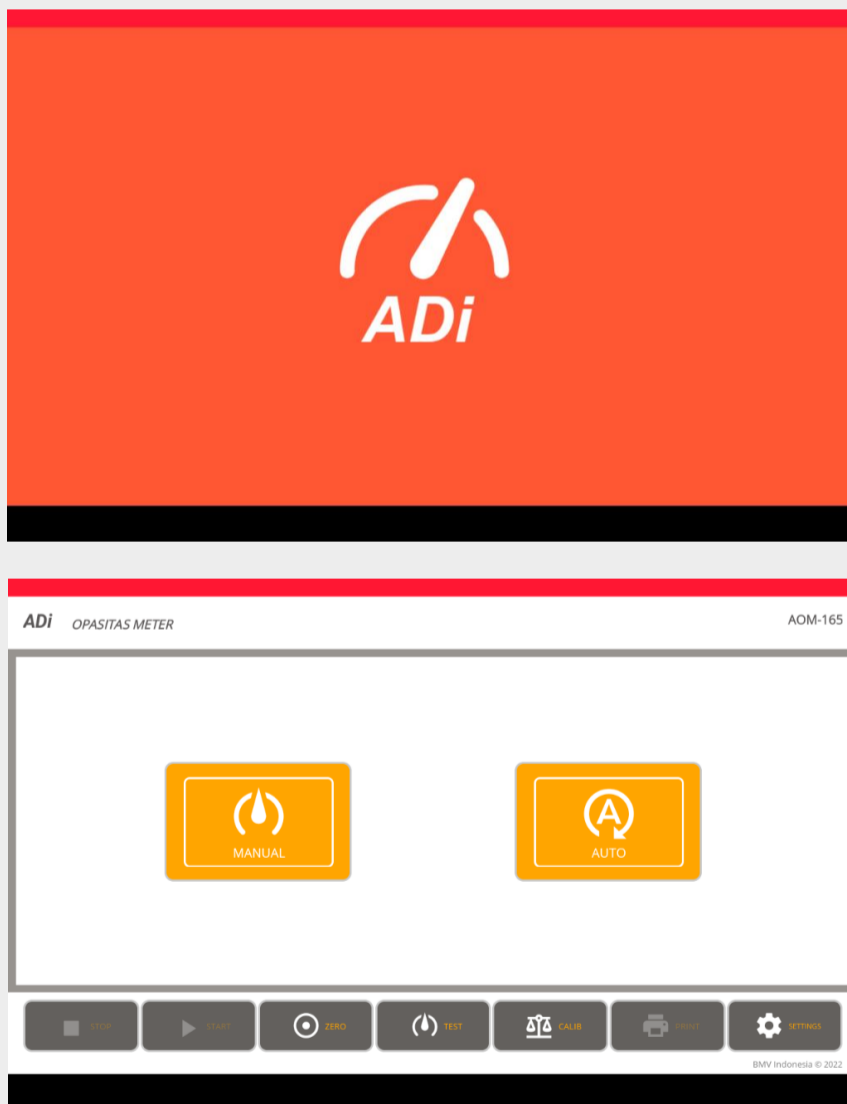 ADi
ADi OPASITAS METER AOM-165
MANUAL AUTO
STOP START ZERO TEST CALIB PRINT SETTINGS
BMV Indonesia © 2022